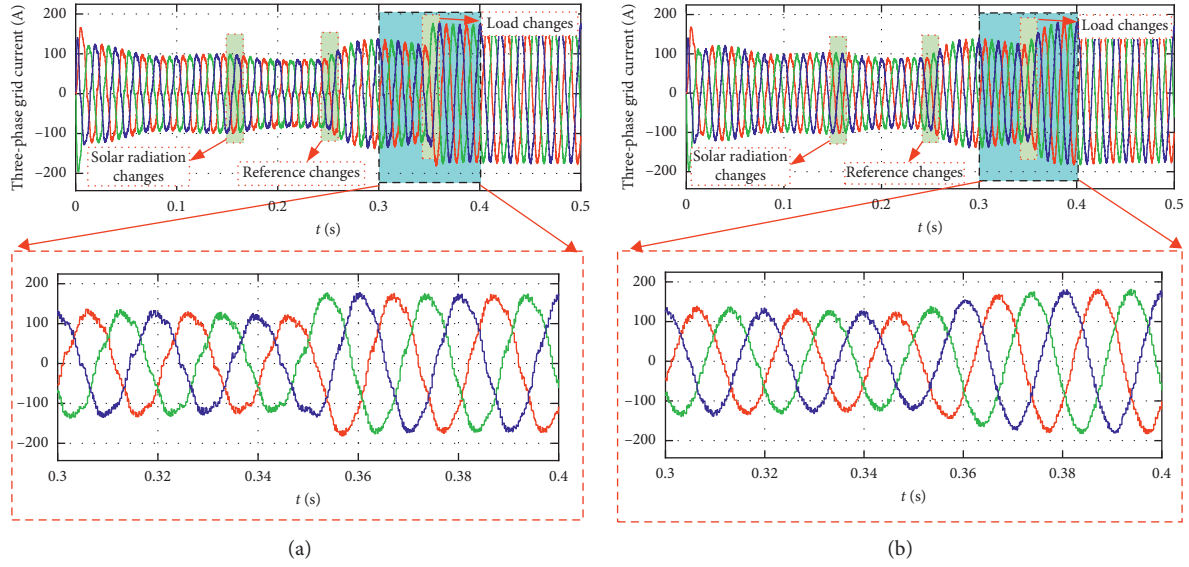 Three-phase grid current (A)
200
100
0
−100
−200
Load changes
Solar radiation
changes
Reference changes
0
0.1
0.2
0.3
0.4
0.5
t (s)
200
100
0
−100
−200
0.3
0.32
0.34
0.36
0.38
0.4
t (s)
(a)
Three-phase grid current (A)
200
100
0
−100
−200
Load changes
Solar radiation
changes
Reference changes
0
0.1
0.2
0.3
0.4
0.5
t (s)
200
100
0
−100
−200
0.3
0.32
0.34
0.36
0.38
0.4
t (s)
(b)